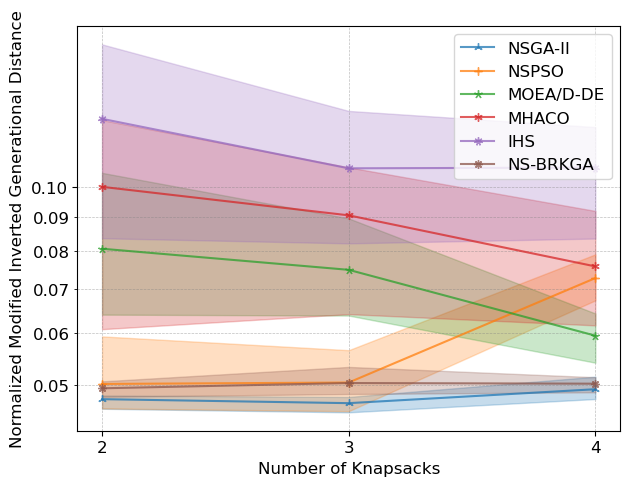 Normalized Modified Inverted Generational Distance
0.10
0.09
0.08
0.07
0.06
0.05
2
3
4
Number of Knapsacks
NSGA-II
NSPSO
MOEA/D-DE
MHACO
IHS
NS-BRKGA